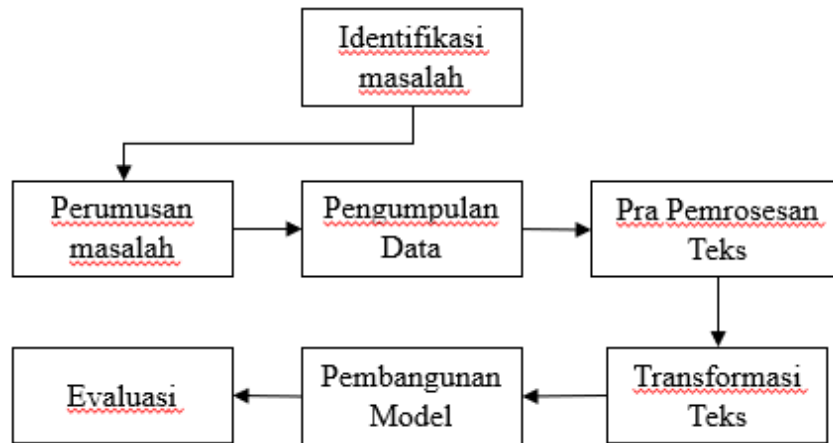 Identifikasi
masalah
Perumusan
masalah
Pengumpulan
Data
Pra Pemrosesan
Teks
Evaluasi
Pembangunan
Model
Transformasi
Teks